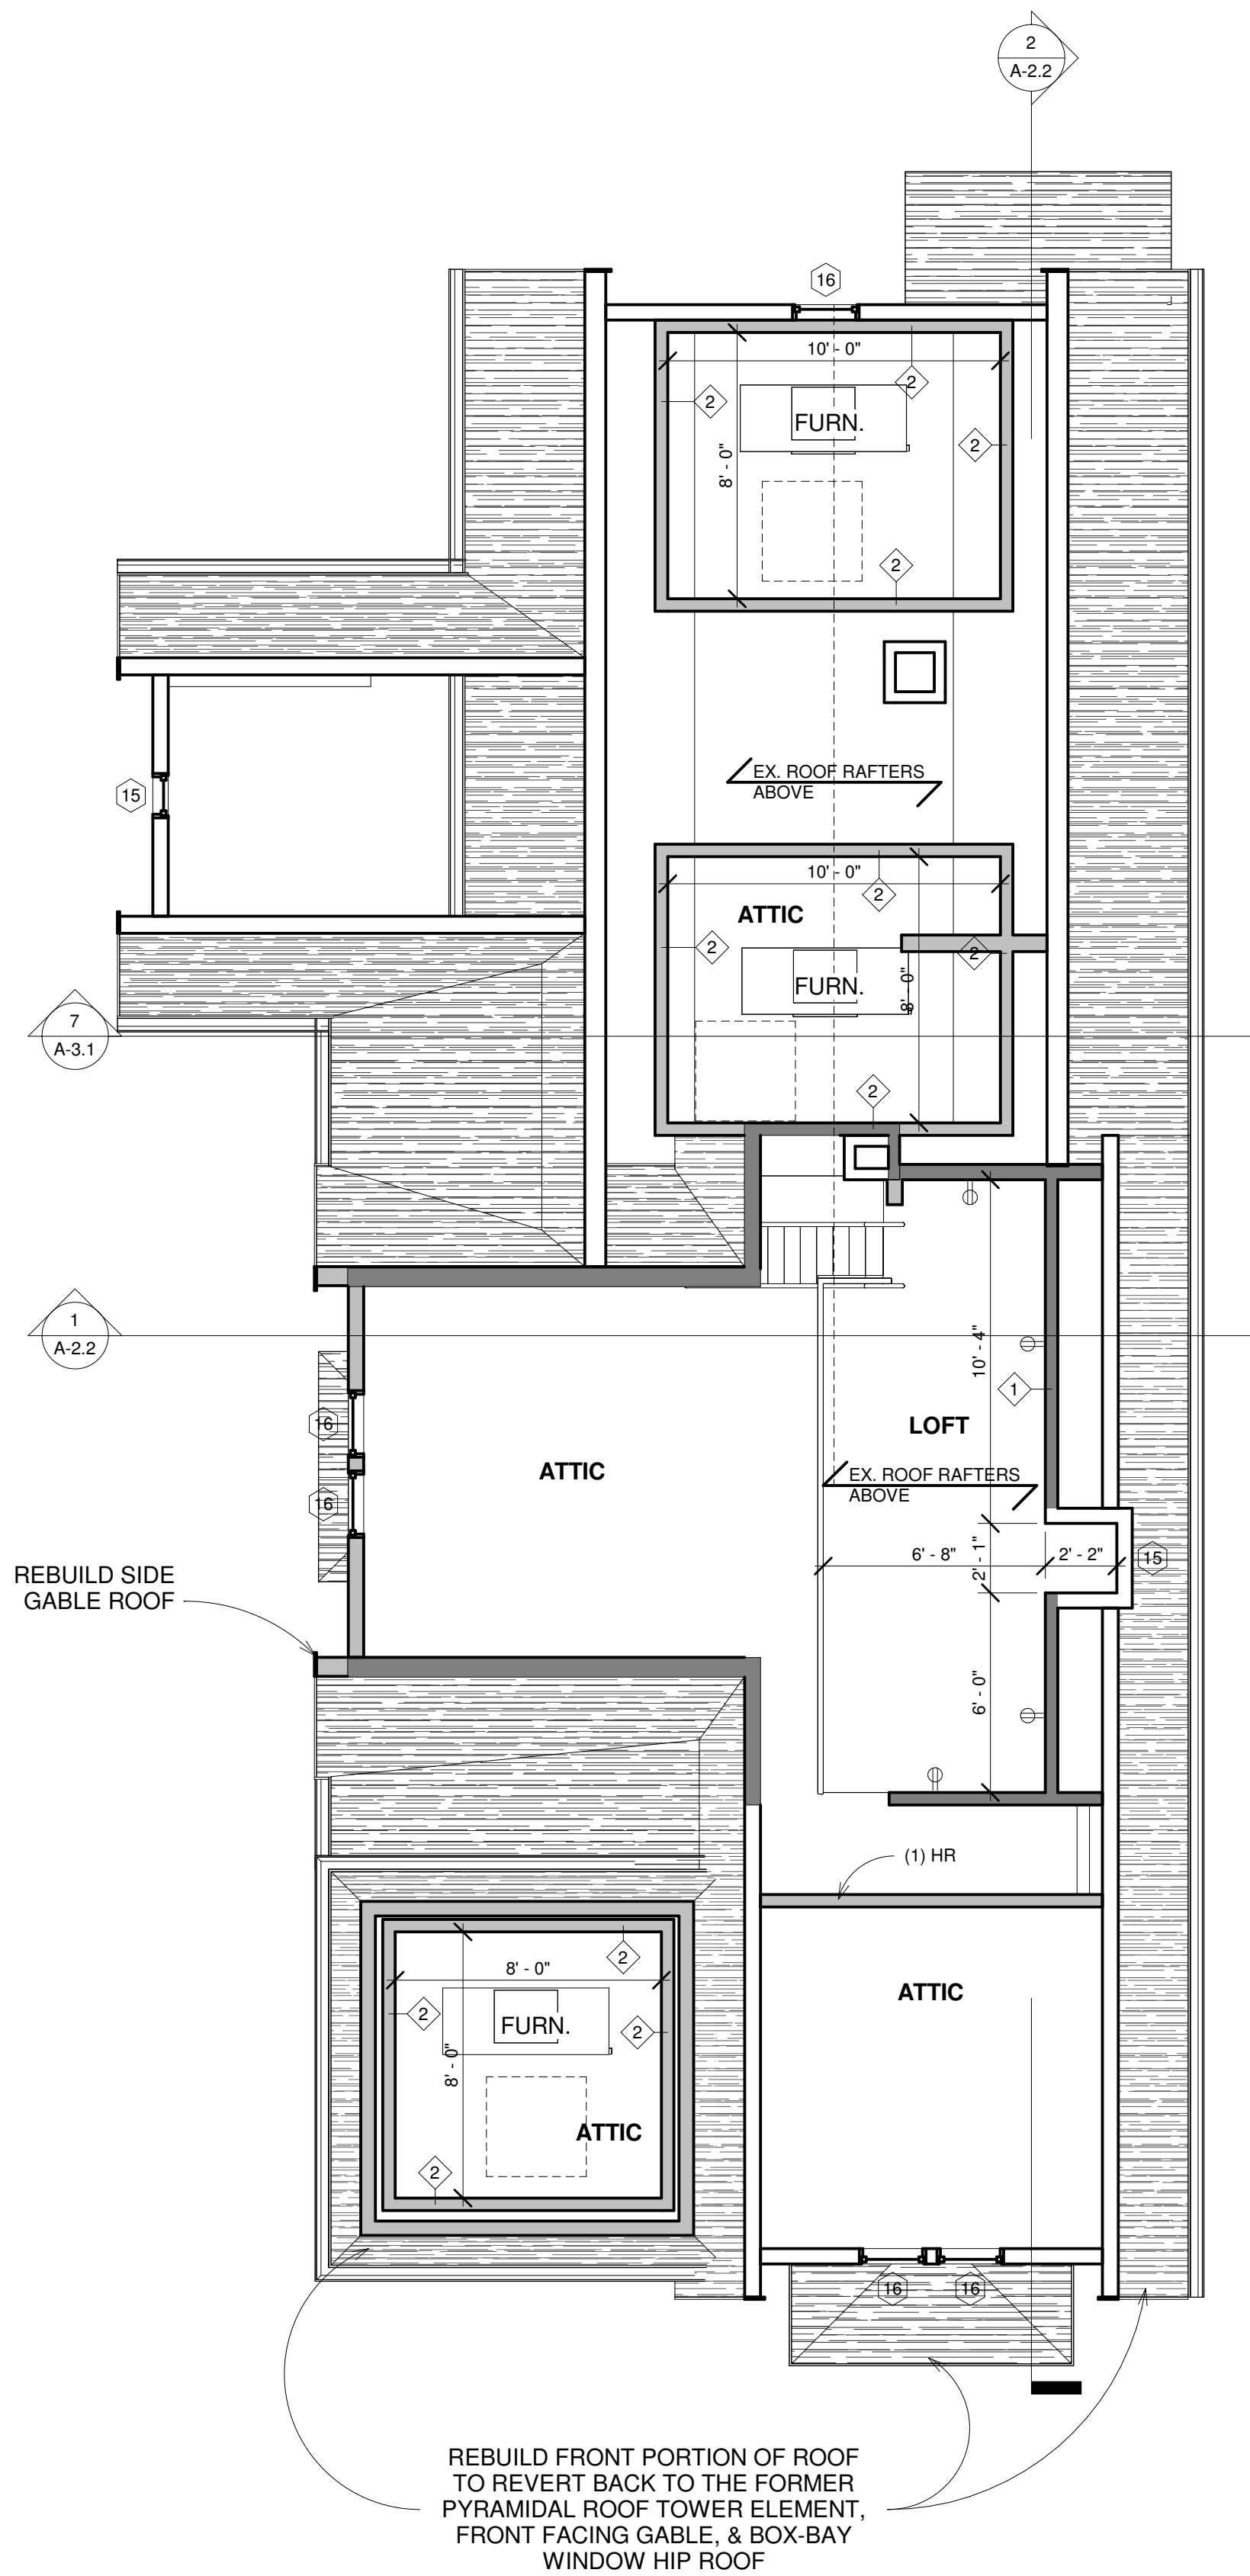 2
A-2.2
16
10' - 0"
2
2
FURN.
2
8' - 0"
2
15
EX. ROOF RAFTERS
ABOVE
10' - 0"
2
ATTIC
2
2
FURN.
8' - 0"
7
A-3.1
2
1
A-2.2
10' - 4"
1
16
LOFT
ATTIC
EX. ROOF RAFTERS
ABOVE
16
6' - 8"
2' - 1"
2' - 2"
15
REBUILD SIDE
GABLE ROOF
6' - 0"
(1) HR
2
8' - 0"
ATTIC
2
FURN.
2
8' - 0"
ATTIC
2
16
16
REBUILD FRONT PORTION OF ROOF
TO REVERT BACK TO THE FORMER
PYRAMIDAL ROOF TOWER ELEMENT,
FRONT FACING GABLE, & BOX-BAY
WINDOW HIP ROOF